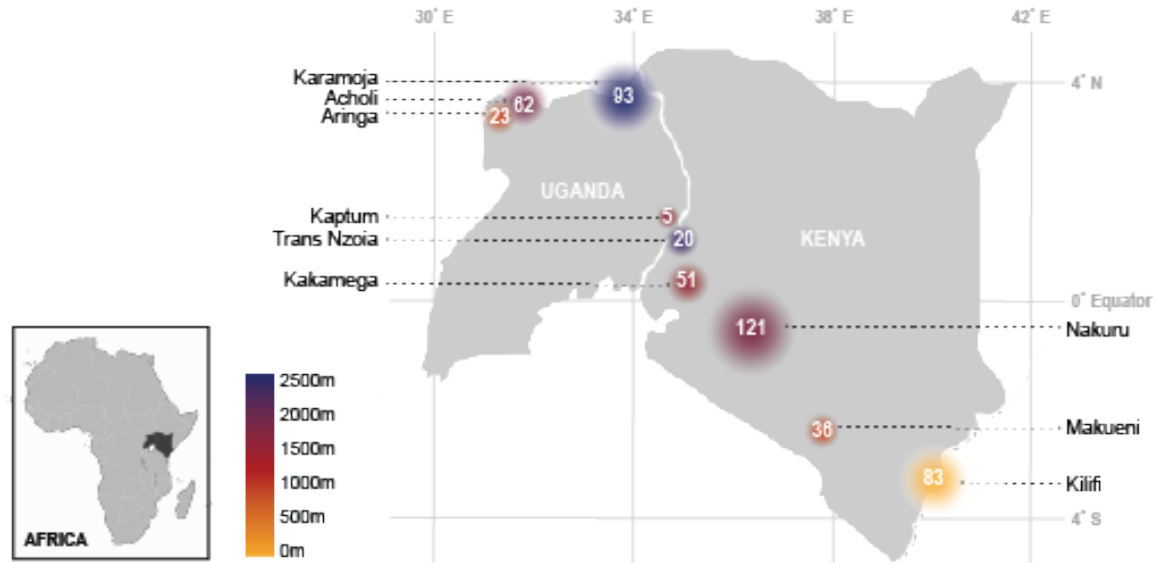 30° E 34° E 38° E 42° E
Karamoja
93
4° N
Acholi
62
Aringa
23
UGANDA
Kaptum
5
Trans Nzoia
20
KENYA
Kakamega
51
0° Equator
121
Nakuru
2500m
2000m
1500m
1000m
500m
0m
36
Makueni
83
Kilifi
4° S
AFRICA